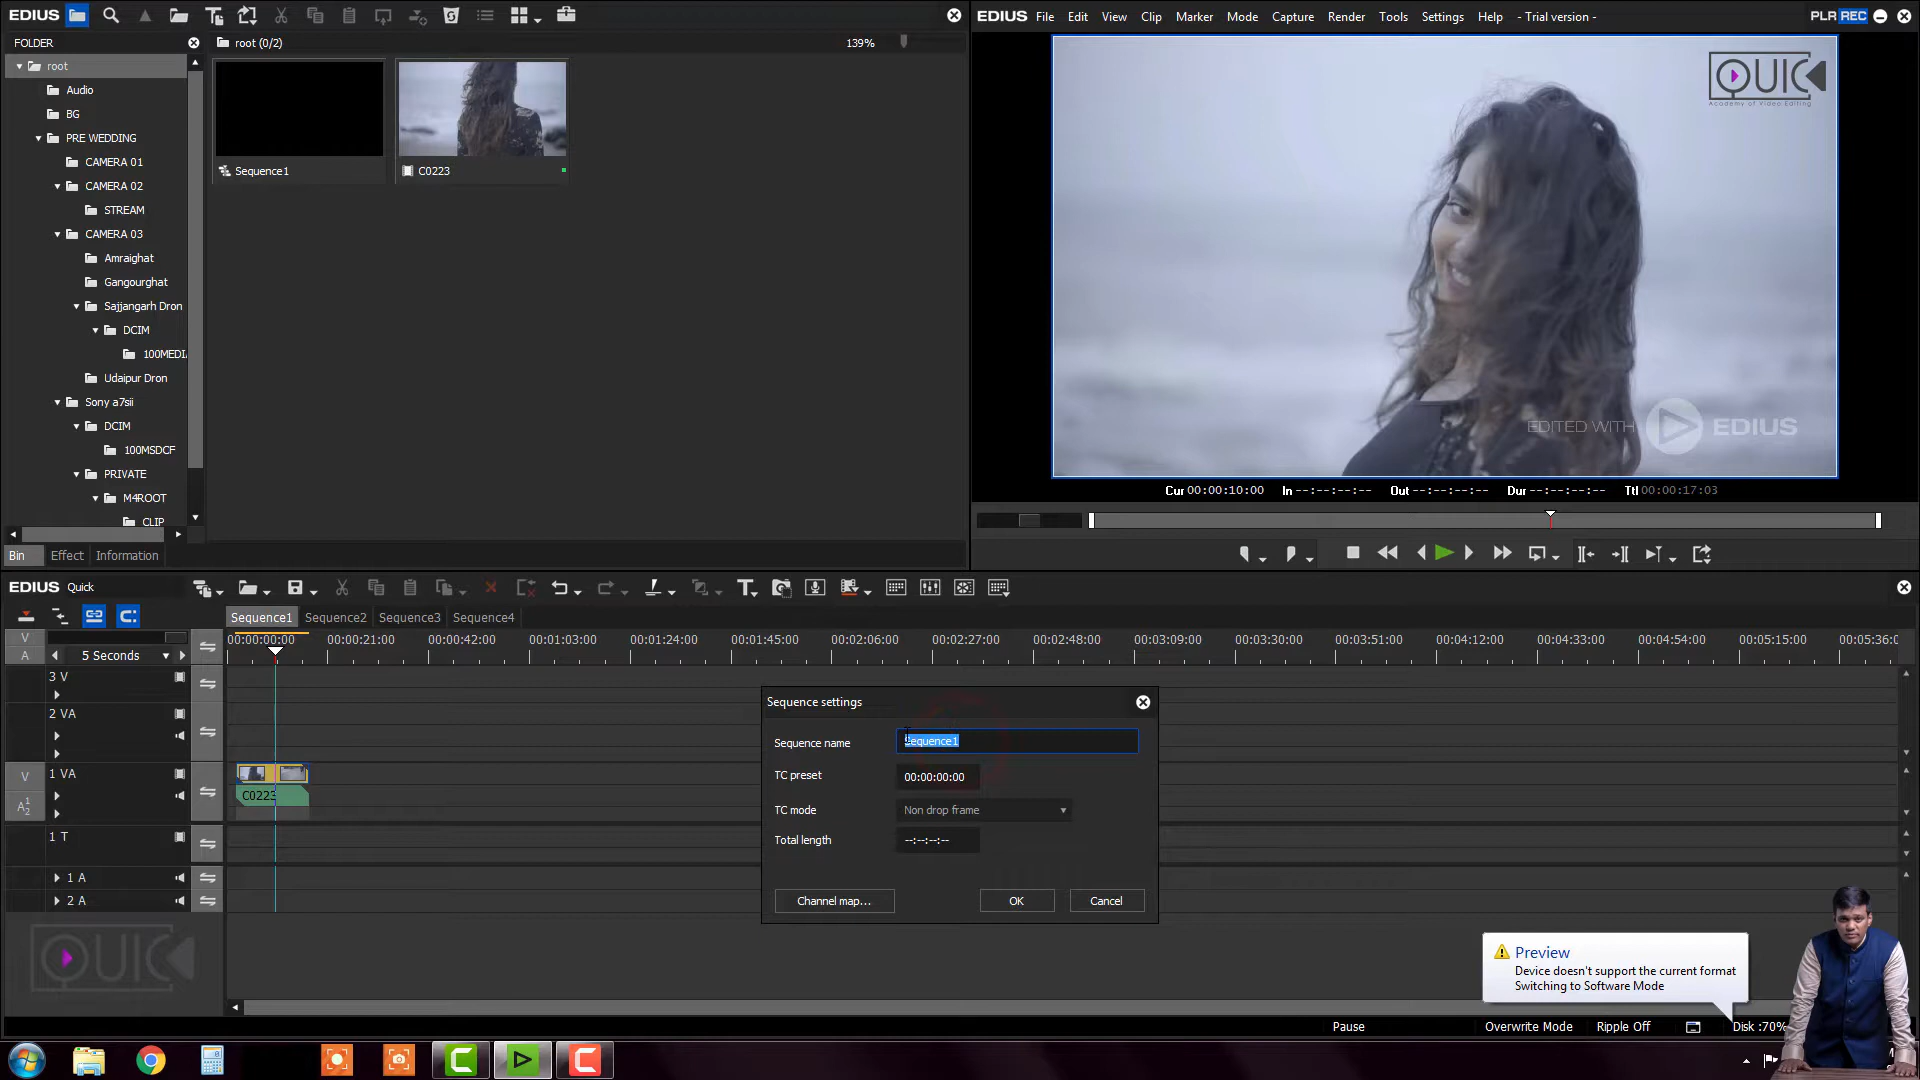 EDIUS
FOLDER
root (0/2)
139%
root
Audio
BG
PRE WEDDING
CAMERA 01
CAMERA 02
STREAM
CAMERA 03
Amraighat
Gangourghat
Sajjangarh Dron
DCIM
100MEDI
Udaipur Dron
Sony a7sii
DCIM
100MSDCF
PRIVATE
M4ROOT
CLIP
Sequence1
C0223
Bin
Effect
Information
EDIUS File Edit View Clip Marker Mode Capture Render Tools Settings Help - Trial version -
PLR REC
QUIC
Academy of Video Editing
EDITED WITH EDIUS
Cur 00:00:10:00 In --:--:--:-- Out --:--:--:-- Dur --:--:--:-- Ttl 00:00:17:03
EDIUS Quick
Sequence1 Sequence2 Sequence3 Sequence4
00:00:00:00 00:00:21:00 00:00:42:00 00:01:03:00 00:01:24:00 00:01:45:00 00:02:06:00 00:02:27:00 00:02:48:00 00:03:09:00 00:03:30:00 00:03:51:00 00:04:12:00 00:04:33:00 00:04:54:00 00:05:15:00 00:05:36:0
V
A
5 Seconds
3 V
2 VA
V
1 VA
A 1 2
C0223
1 T
1 A
2 A
Sequence settings
Sequence name
Sequence1
TC preset
00:00:00:00
TC mode
Non drop frame
Total length
--:--:--:--
Channel map...
OK
Cancel
QUIC
Preview
Device doesn't support the current format
Switching to Software Mode
Pause
Overwrite Mode
Ripple Off
Disk :70%